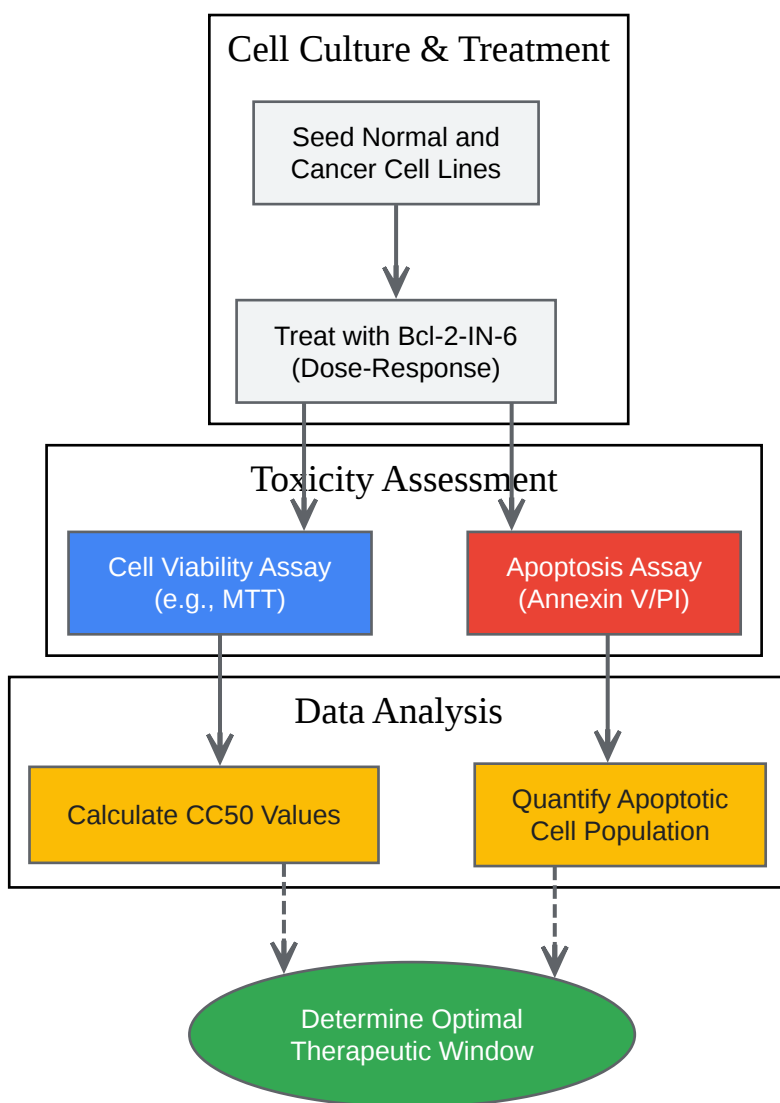 Cell Culture & Treatment
Seed Normal and
Cancer Cell Lines
Treat with Bcl-2-IN-6
(Dose-Response)
Toxicity Assessment
Cell Viability Assay
(e.g., MTT)
Apoptosis Assay
(Annexin V/PI)
Data Analysis
Calculate CC50 Values
Quantify Apoptotic
Cell Population
Determine Optimal
Therapeutic Window